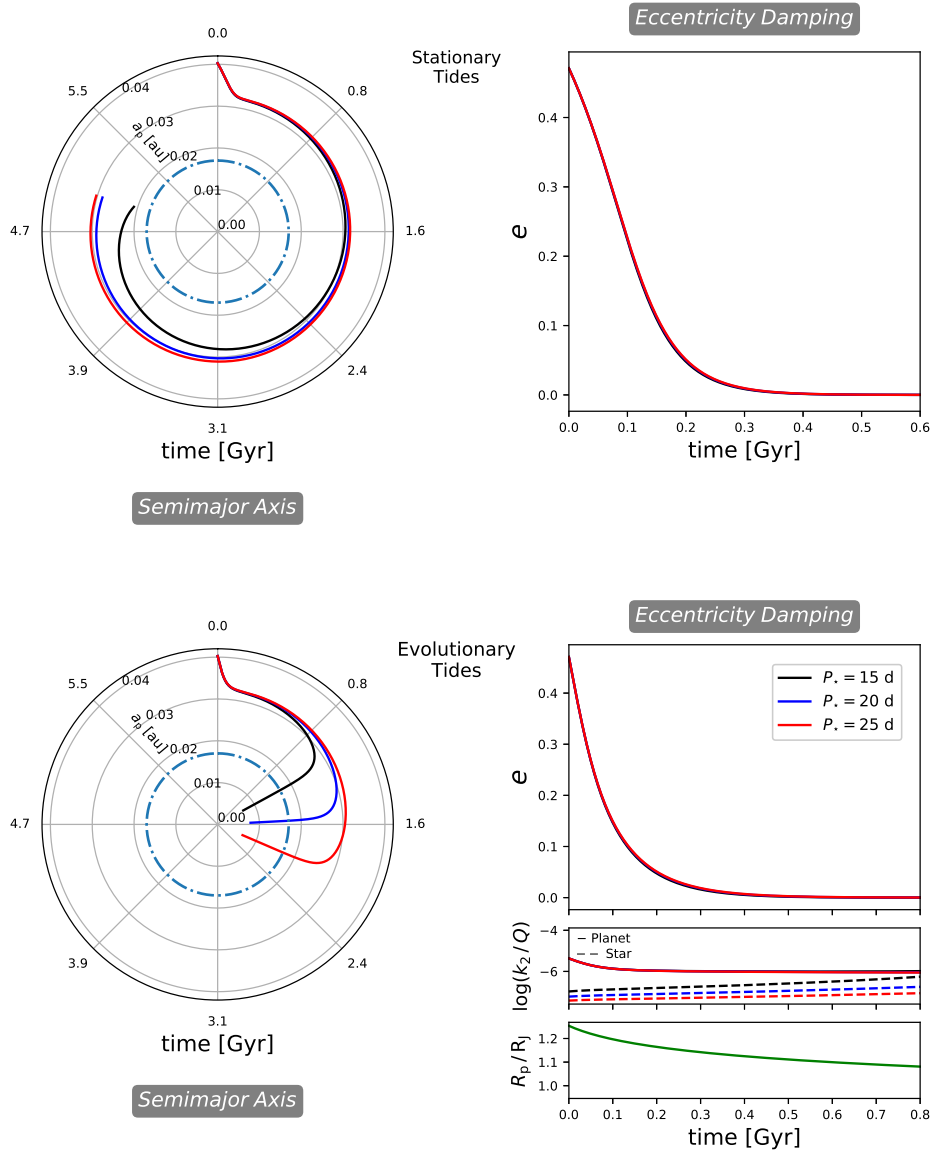 Eccentricity Damping
Stationary
Tides
0.0
0.8
1.6
2.4
3.1
3.9
4.7
5.5
0.04
0.03
0.02
0.01
0.00
a_p [au]
time [Gyr]
Semimajor Axis
e
0.4
0.3
0.2
0.1
0.0
0.0 0.1 0.2 0.3 0.4 0.5 0.6
time [Gyr]
Eccentricity Damping
Evolutionary
Tides
0.0
0.8
1.6
2.4
3.1
3.9
4.7
5.5
0.04
0.03
0.02
0.01
0.00
a_p [au]
time [Gyr]
Semimajor Axis
e
0.4
0.3
0.2
0.1
0.0
P⋆ = 15 d
P⋆ = 20 d
P⋆ = 25 d
log(k₂ / Q)
−4
−6
Planet
Star
Rₚ / R_J
1.2
1.1
1.0
0.0 0.1 0.2 0.3 0.4 0.5 0.6 0.7 0.8
time [Gyr]